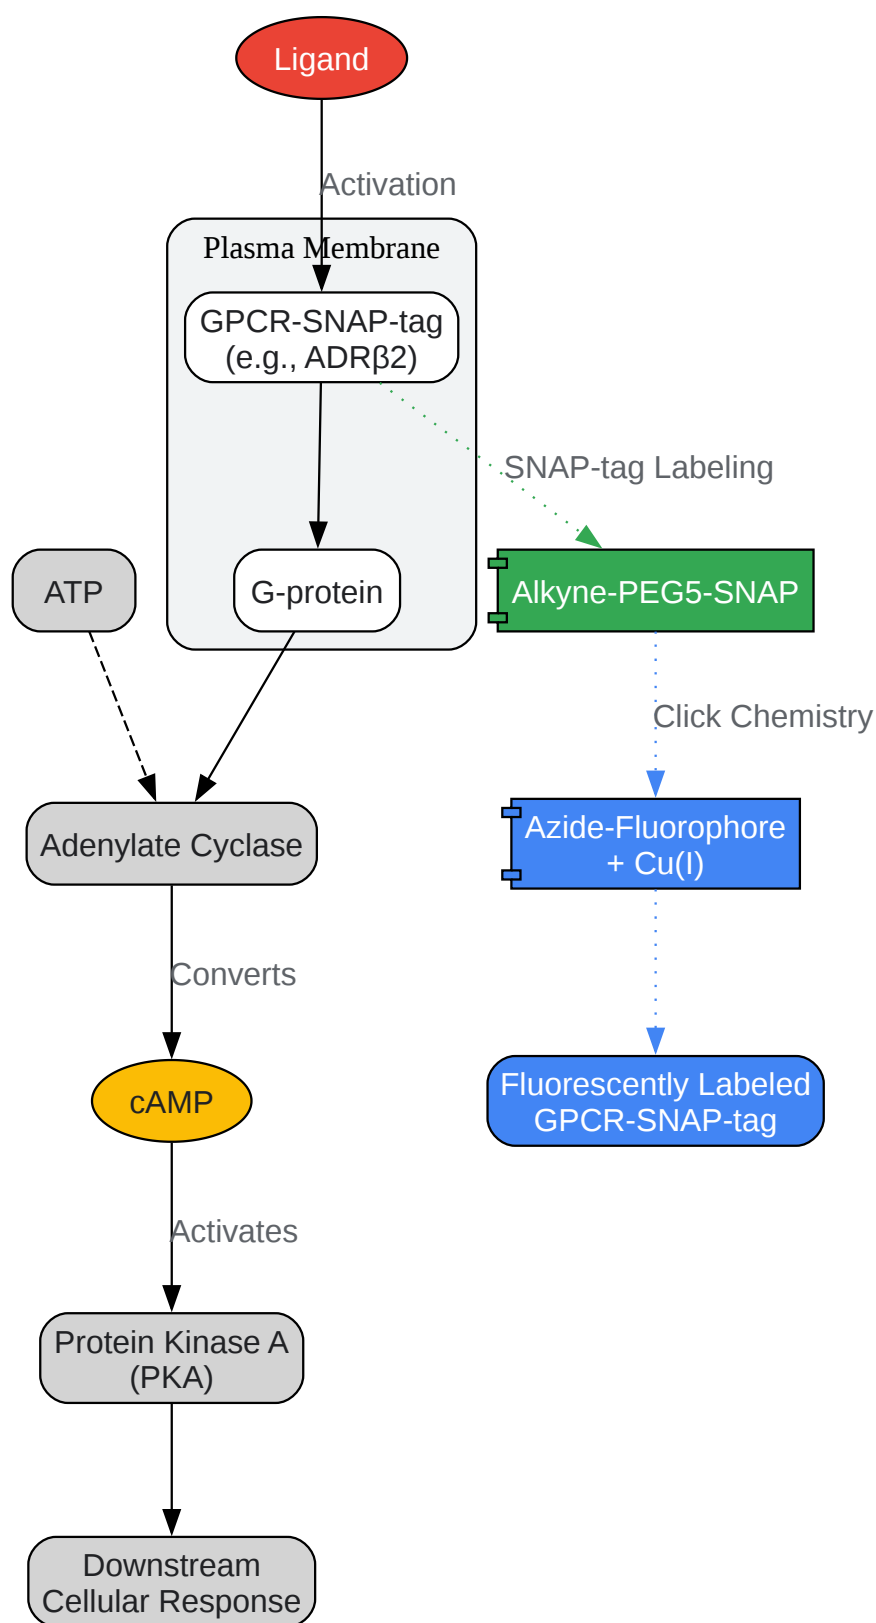 Ligand
Activation
Plasma Membrane
GPCR-SNAP-tag
(e.g., ADRβ2)
SNAP-tag Labeling
ATP
G-protein
Alkyne-PEG5-SNAP
Click Chemistry
Adenylate Cyclase
Azide-Fluorophore
+ Cu(I)
Converts
cAMP
Fluorescently Labeled
GPCR-SNAP-tag
Activates
Protein Kinase A
(PKA)
Downstream
Cellular Response